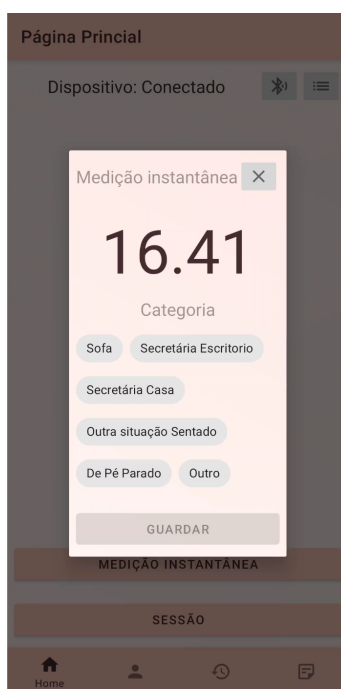 Página Princial
Dispositivo: Conectado
Medição instantânea
16.41
Categoria
Sofa Secretária Escritorio
Secretária Casa
Outra situação Sentado
De Pé Parado Outro
GUARDAR
MEDIÇÃO INSTANTÂNEA
SESSÃO
Home